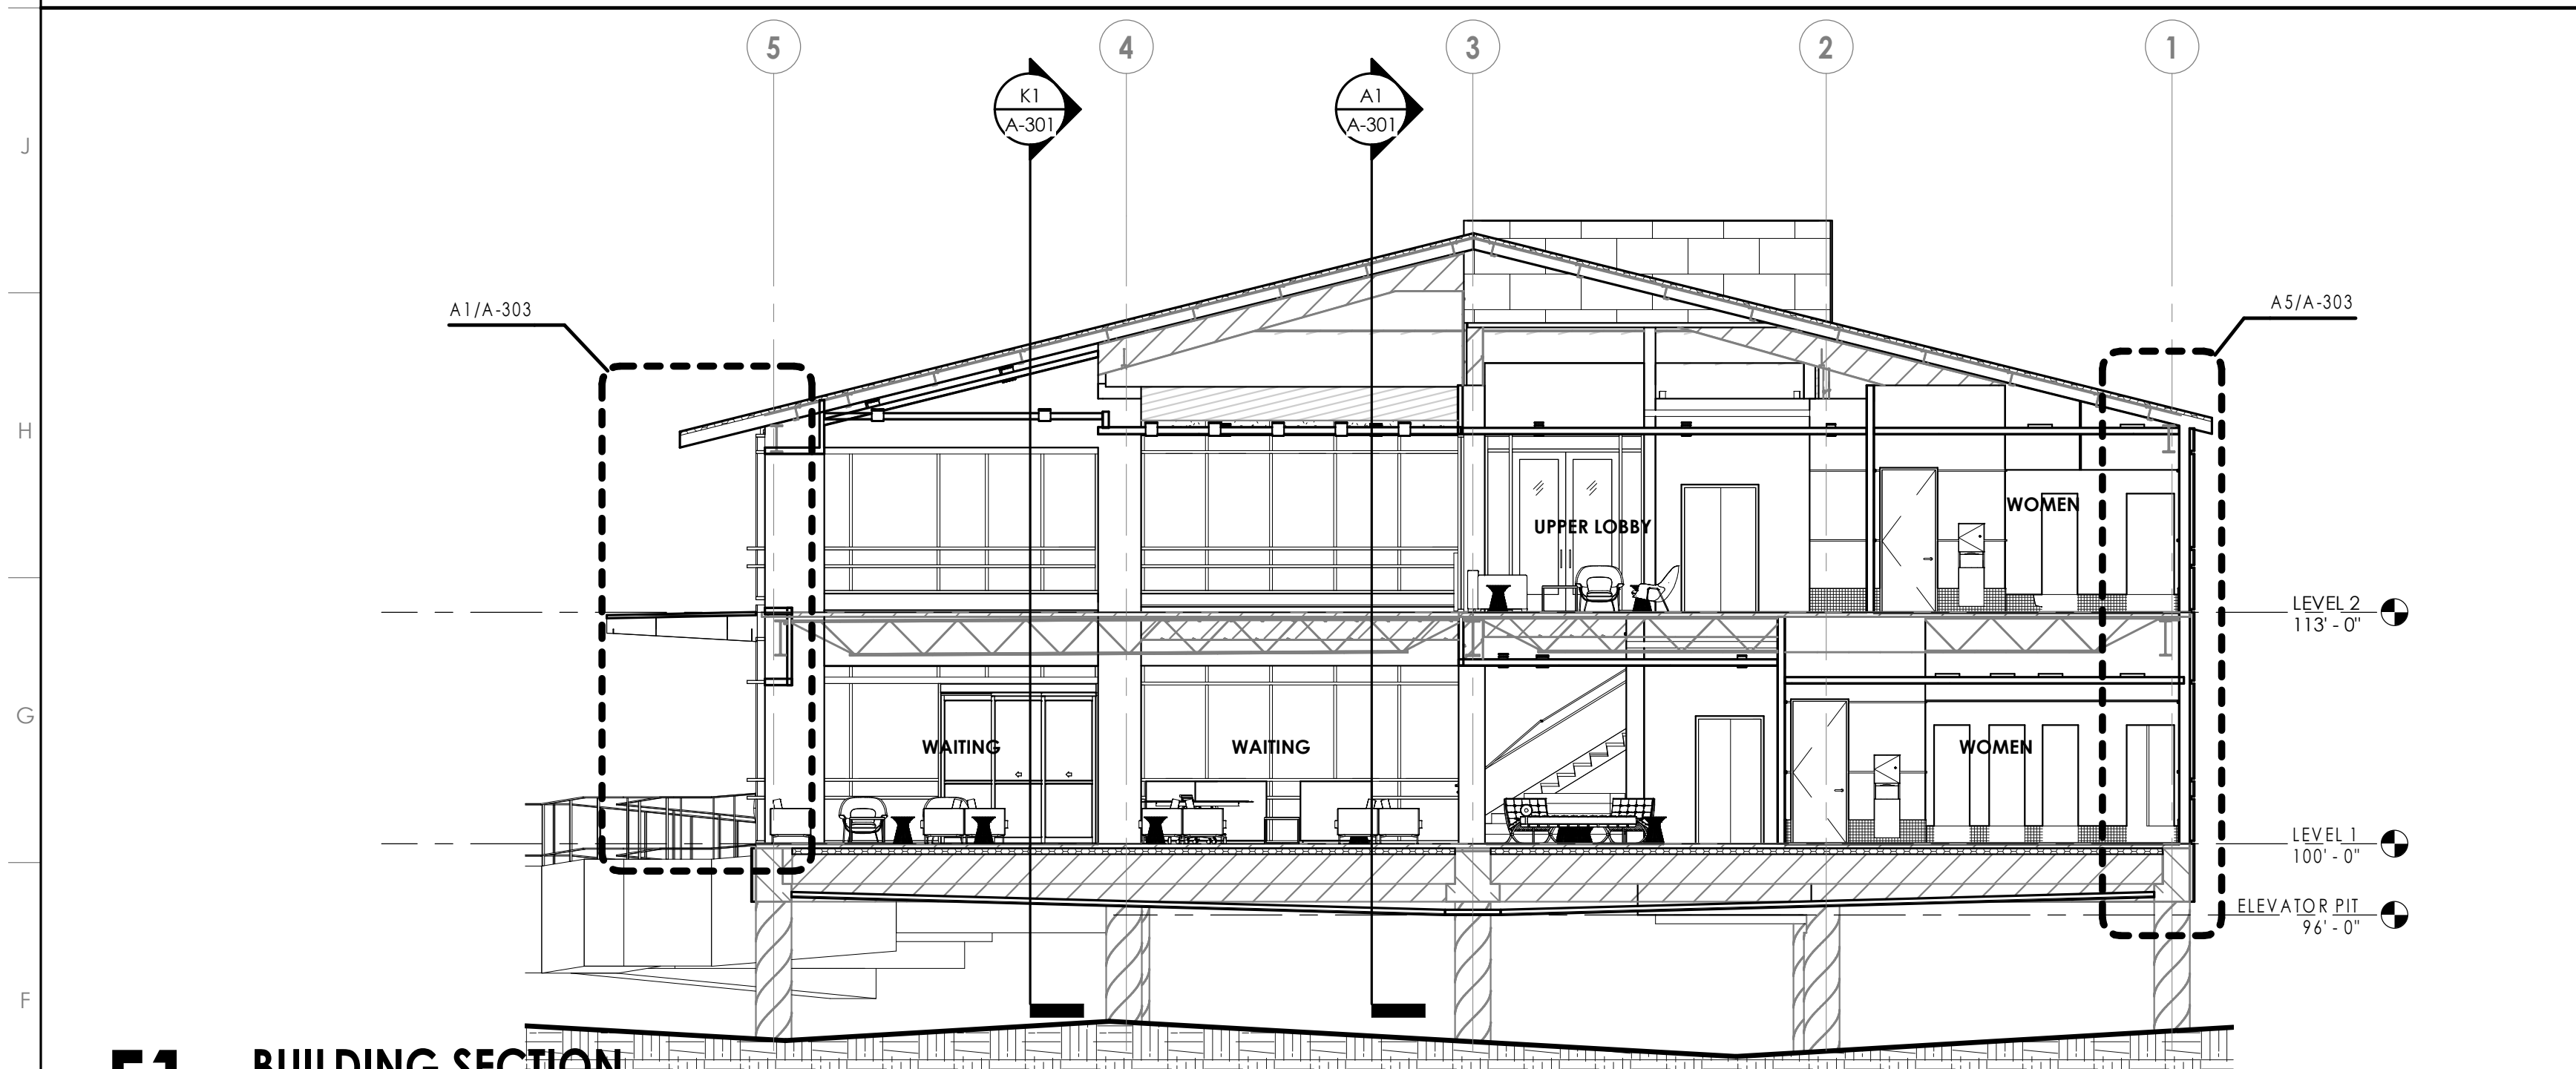 5
4
3
2
1
K1
A-301
A1
A-301
J
A1/A-303
A5/A-303
H
WOMEN
UPPER LOBBY
LEVEL 2
113' - 0"
G
WAITING
WAITING
WOMEN
LEVEL 1
100' - 0"
ELEVATOR PIT
96' - 0"
F
BUILDING SECTION